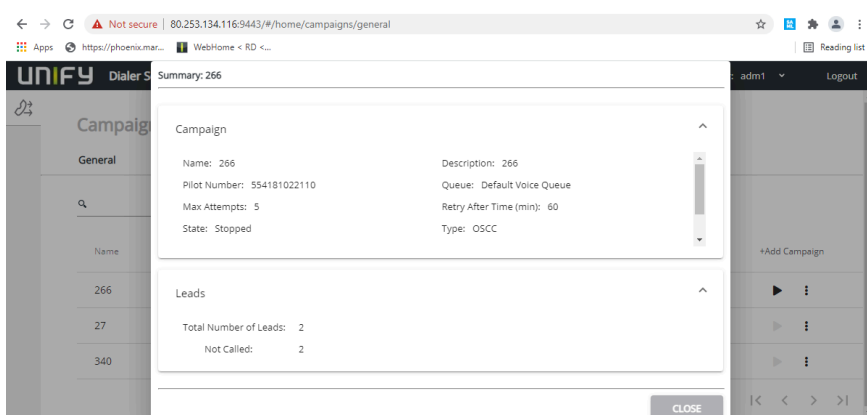 Not secure | 80.253.134.116:9443/#/home/campaigns/general
Apps https://phoenix.mar... WebHome < RD <... Reading list
UNIFY Dialer S : adm1 Logout
Summary: 266
Campaig
General
Campaign
Name: 266 Description: 266
Pilot Number: 554181022110 Queue: Default Voice Queue
Max Attempts: 5 Retry After Time (min): 60
State: Stopped Type: OSCC
Name +Add Campaign
Leads
266
Total Number of Leads: 2
27
Not Called: 2
340
CLOSE